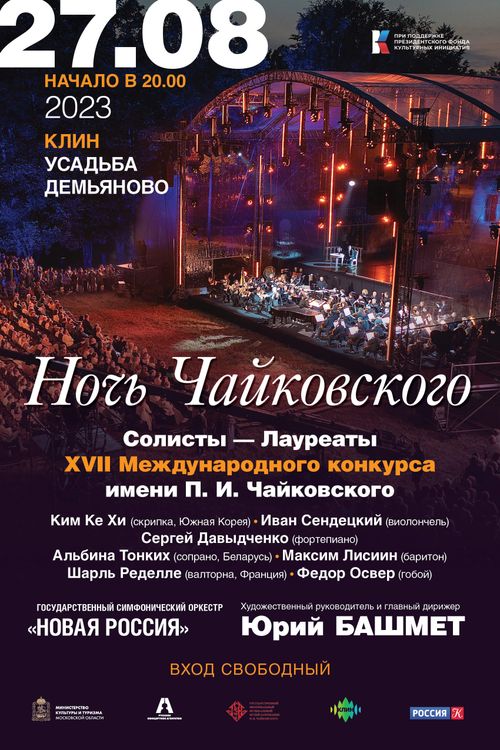 27.08
НАЧАЛО В 20.00
2023
КЛИН
УСАДЬБА
ДЕМЬЯНОВО
ПРИ ПОДДЕРЖКЕ
ПРЕЗИДЕНТСКОГО ФОНДА
КУЛЬТУРНЫХ ИНИЦИАТИВ
Ночь Чайковского
Солисты — Лауреаты
XVII Международного конкурса
имени П. И. Чайковского
Ким Ке Хи (скрипка, Южная Корея) • Иван Сендецкий (виолончель)
Сергей Давыдченко (фортепиано)
Альбина Тонких (сопрано, Беларусь) • Максим Лисиин (баритон)
Шарль Ределле (валторна, Франция) • Федор Освер (гобой)
ГОСУДАРСТВЕННЫЙ СИМФОНИЧЕСКИЙ ОРКЕСТР
«НОВАЯ РОССИЯ»
Художественный руководитель и главный дирижер
Юрий БАШМЕТ
ВХОД СВОБОДНЫЙ
МИНИСТЕРСТВО
КУЛЬТУРЫ И ТУРИЗМА
МОСКОВСКОЙ ОБЛАСТИ
КЛИН
РОССИЯ К